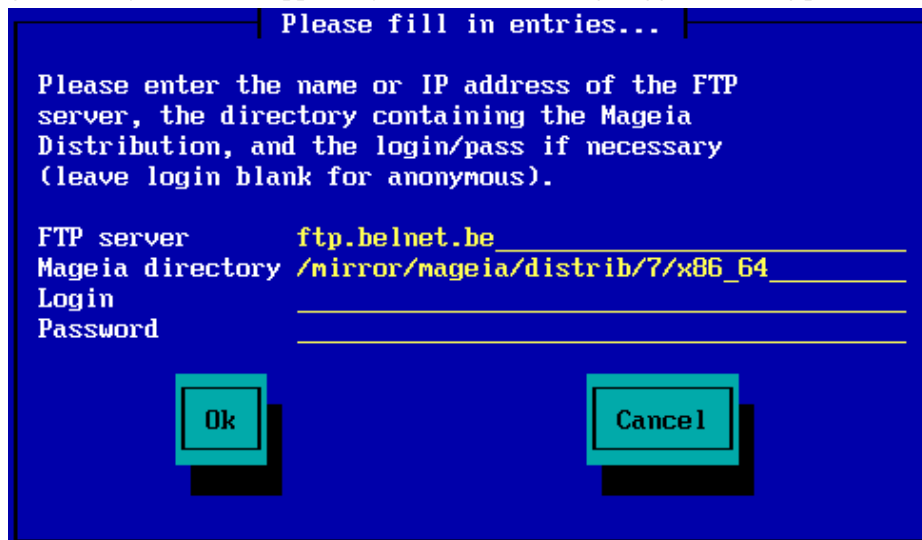 Please fill in entries...
Please enter the name or IP address of the FTP
server, the directory containing the Mageia
Distribution, and the login/pass if necessary
(leave login blank for anonymous).
FTP server ftp.belnet.be
Mageia directory /mirror/mageia/distrib/7/x86_64
Login
Password
Ok Cancel